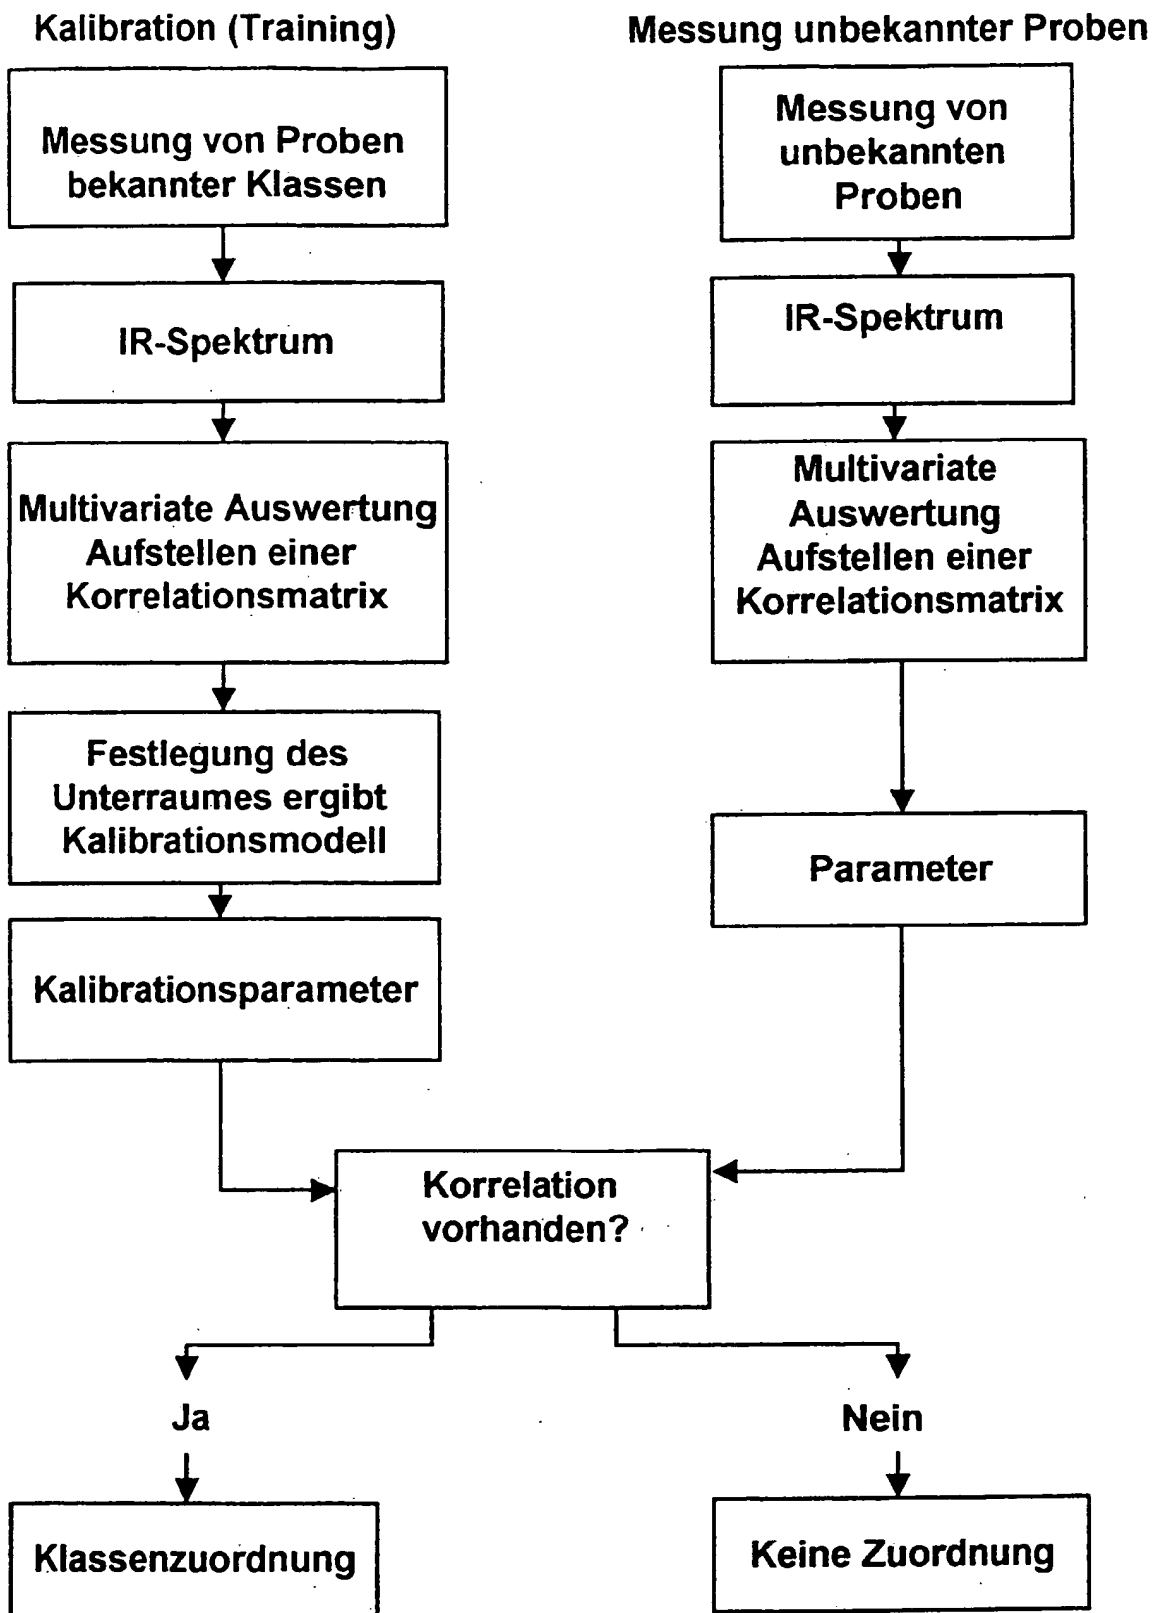 Kalibration (Training)
Messung von Proben
bekannter Klassen
IR-Spektrum
Multivariate Auswertung
Aufstellen einer
Korrelationsmatrix
Festlegung des
Unterraumes ergibt
Kalibrationsmodell
Kalibrationsparameter
Messung unbekannter Proben
Messung von
unbekannten
Proben
IR-Spektrum
Multivariate
Auswertung
Aufstellen einer
Korrelationsmatrix
Parameter
Korrelation
vorhanden?
Ja
Nein
Klassenzuordnung
Keine Zuordnung